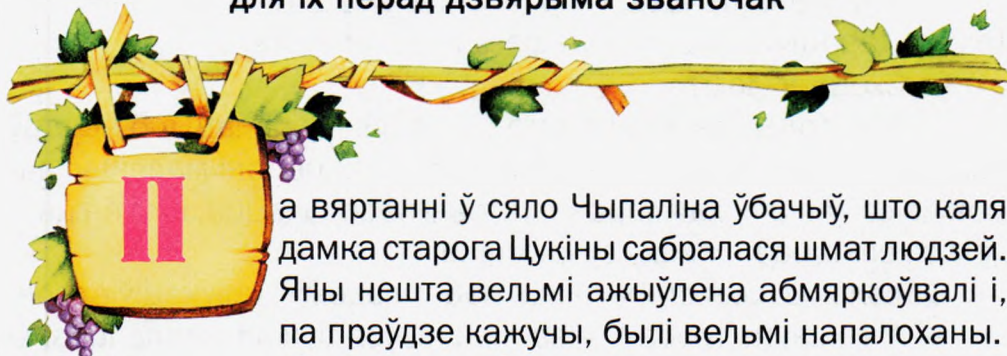 для іх перад дзвярыма званочак
Па вяртанні ў сяло Чыпаліна ўбачыў, што каля
дамка старога Цукіны сабралася шмат людзей.
Яны нешта вельмі ажыўлена абмяркоўвалі і,
па праўдзе кажучы, былі вельмі напалоханы.